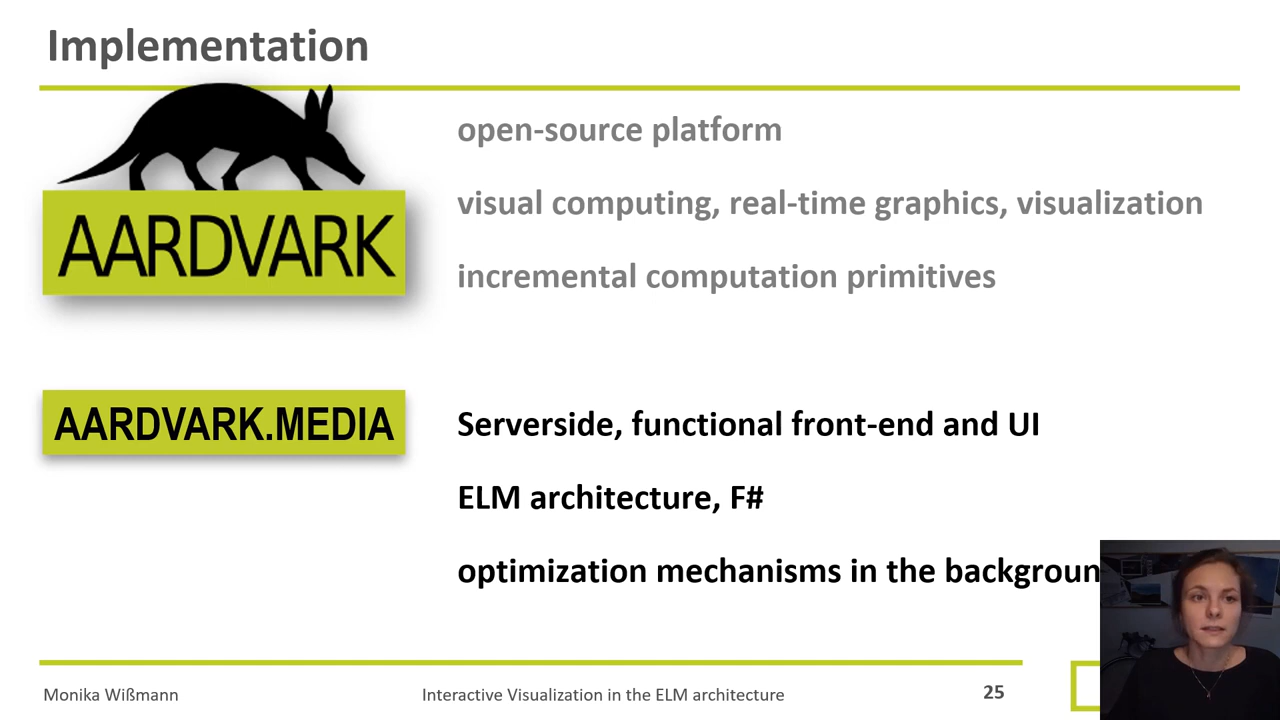 Implementation
AARDVARK
open-source platform
visual computing, real-time graphics, visualization
incremental computation primitives
AARDVARK.MEDIA
Serverside, functional front-end and UI
ELM architecture, F#
optimization mechanisms in the backgroun
Monika Wißmann
Interactive Visualization in the ELM architecture
25